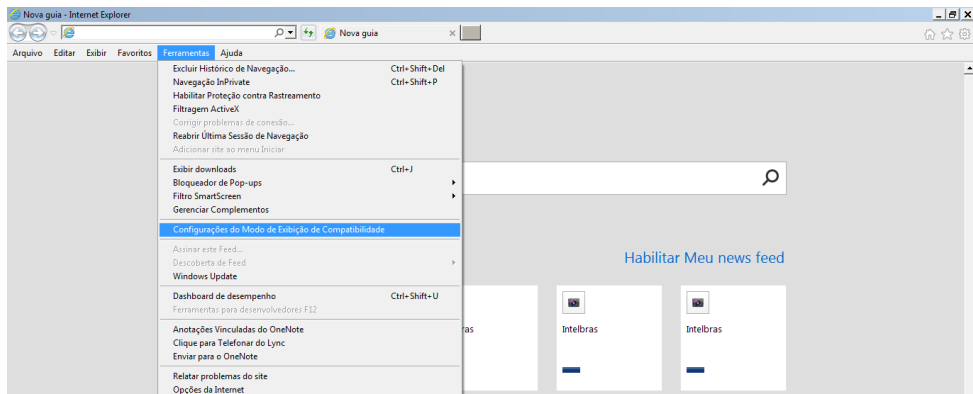 Nova guia - Internet Explorer
Nova guia
Arquivo Editar Exibir Favoritos Ferramentas Ajuda
Excluir Histórico de Navegação... Ctrl+Shift+Del
Navegação InPrivate Ctrl+Shift+P
Habilitar Proteção contra Rastreamento
Filtragem ActiveX
Corrigir problemas de conexão...
Reabrir Última Sessão de Navegação
Adicionar site ao menu Iniciar
Exibir downloads Ctrl+J
Bloqueador de Pop-ups
Filtro SmartScreen
Gerenciar Complementos
Configurações do Modo de Exibição de Compatibilidade
Assinar este Feed...
Descoberta de Feed
Windows Update
Habilitar Meu news feed
Dashboard de desempenho Ctrl+Shift+U
Ferramentas para desenvolvedores F12
Anotações Vinculadas do OneNote
Clique para Telefonar do Lync
Enviar para o OneNote
ras Intelbras Intelbras
Relatar problemas do site
Opções da Internet